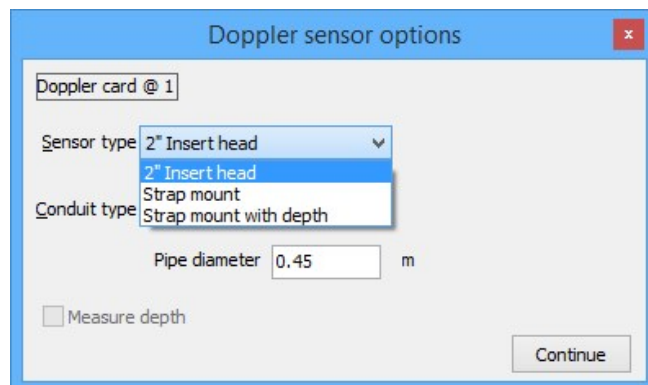 Doppler sensor options
x
Doppler card @ 1
Sensor type 2" Insert head
2" Insert head
Strap mount
Conduit type
Strap mount with depth
Pipe diameter 0.45 m
Measure depth
Continue